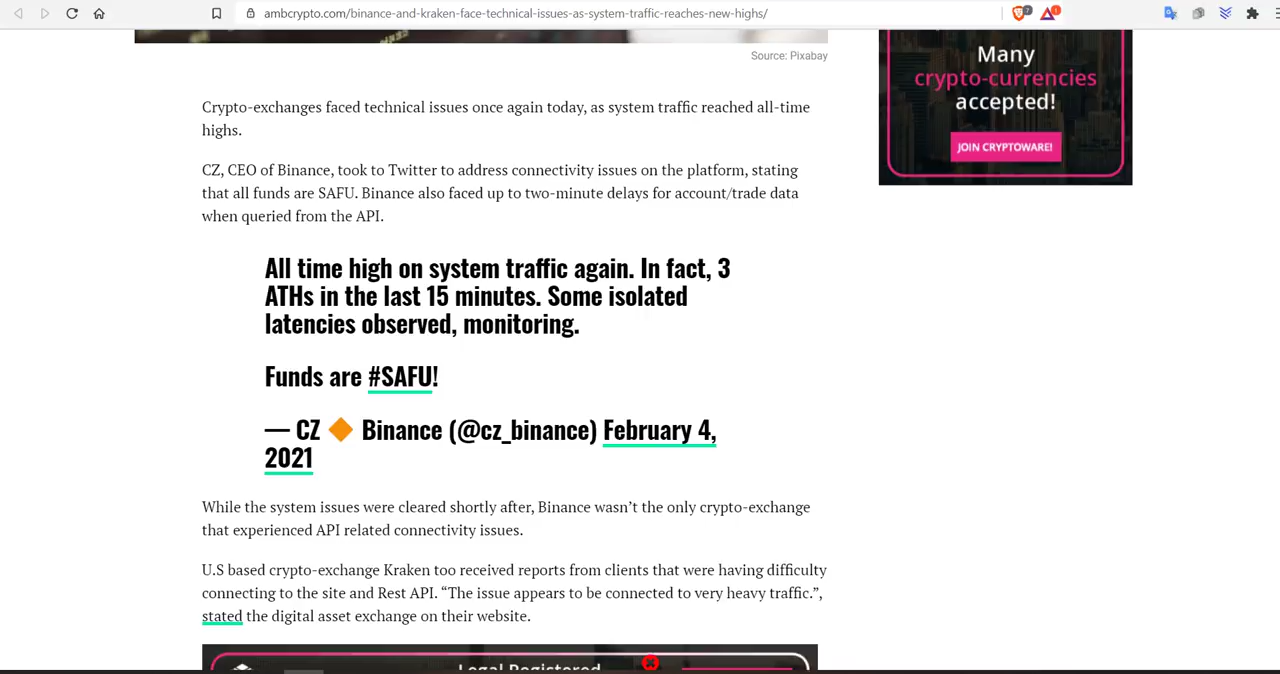 ambcrypto.com/binance-and-kraken-face-technical-issues-as-system-traffic-reaches-new-highs/
7
1
Source: Pixabay
Many
crypto-currencies
accepted!
JOIN CRYPTOWARE!
Crypto-exchanges faced technical issues once again today, as system traffic reached all-time
highs.
CZ, CEO of Binance, took to Twitter to address connectivity issues on the platform, stating
that all funds are SAFU. Binance also faced up to two-minute delays for account/trade data
when queried from the API.
All time high on system traffic again. In fact, 3
ATHs in the last 15 minutes. Some isolated
latencies observed, monitoring.
Funds are #SAFU!
— CZ 🔶 Binance (@cz_binance) February 4,
2021
While the system issues were cleared shortly after, Binance wasn’t the only crypto-exchange
that experienced API related connectivity issues.
U.S based crypto-exchange Kraken too received reports from clients that were having difficulty
connecting to the site and Rest API. “The issue appears to be connected to very heavy traffic.”,
stated the digital asset exchange on their website.
Legal Registered